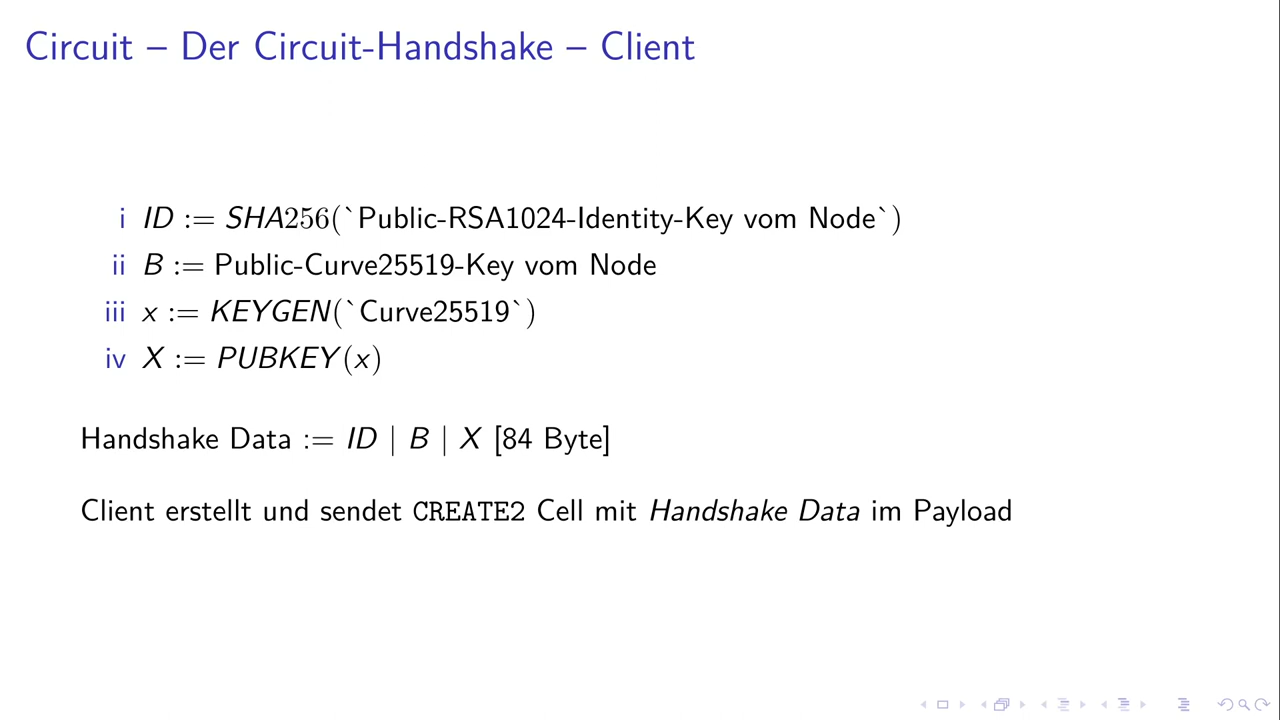 Circuit – Der Circuit-Handshake – Client
i ID := SHA256(`Public-RSA1024-Identity-Key vom Node`)
ii B := Public-Curve25519-Key vom Node
iii x := KEYGEN(`Curve25519`)
iv X := PUBKEY(x)
Handshake Data := ID | B | X [84 Byte]
Client erstellt und sendet CREATE2 Cell mit Handshake Data im Payload